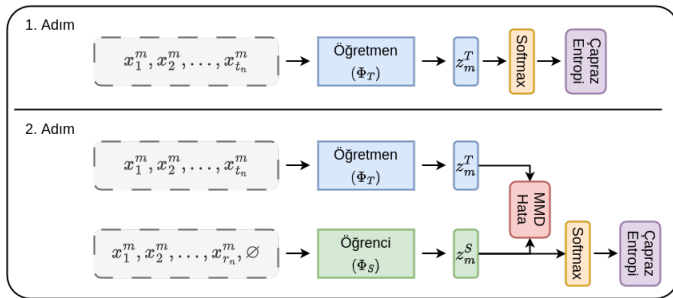 1. Adım
x_1^m, x_2^m, . . . , x_{t_n}^m
Öğretmen
(Φ_T)
z_m^T
Softmax
Çapraz
Entropi
2. Adım
x_1^m, x_2^m, . . . , x_{t_n}^m
Öğretmen
(Φ_T)
z_m^T
MMD
Hata
x_1^m, x_2^m, . . . , x_{r_n}^m, ∅
Öğrenci
(Φ_S)
z_m^S
Softmax
Çapraz
Entropi